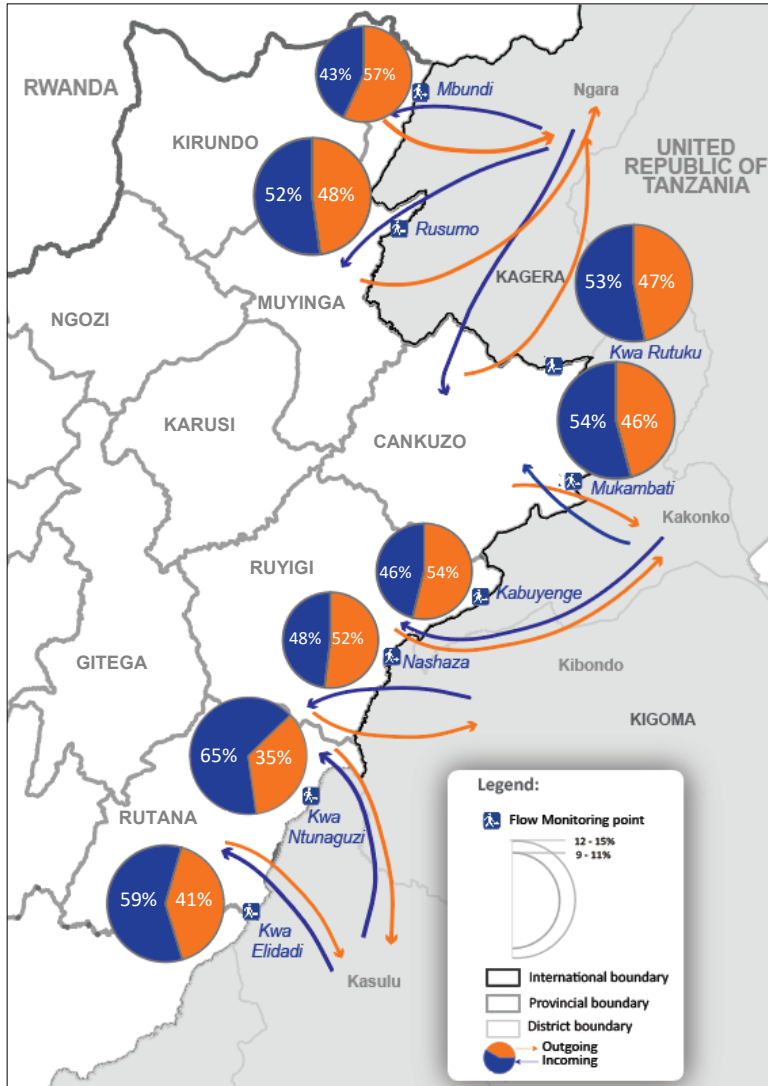 43%
57%
Mbundi
Ngara
RWANDA
KIRUNDO
UNITED
REPUBLIC OF
TANZANIA
52%
48%
Rusumo
KAGERA
53%
47%
MUYINGA
NGOZI
Kwa Rutuku
KARUSI
CANKUZO
54%
46%
Mukambati
Kakonko
RUYIGI
46%
54%
Kabuyenge
48%
52%
Nashaza
GITEGA
Kibondo
KIGOMA
65%
35%
Kwa
Ntunaguzi
RUTANA
59%
41%
Kwa
Elidadi
Kasulu
Legend:
Flow Monitoring point
12 - 15%
9 - 11%
International boundary
Provincial boundary
District boundary
Outgoing
Incoming